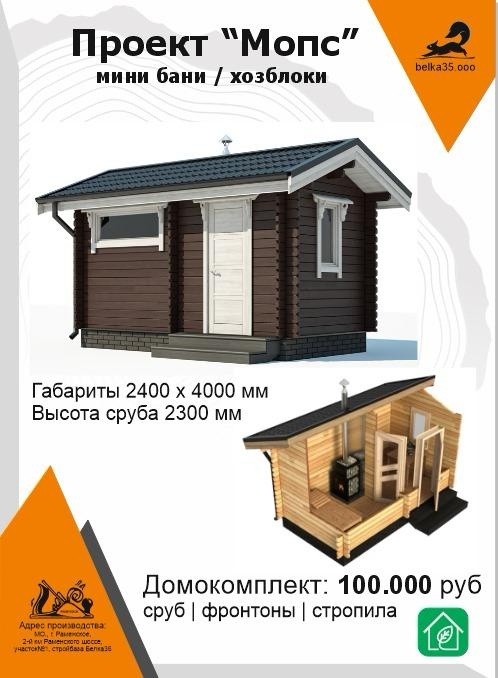 Проект “Мопс”
мини бани / хозблоки
belka35.ooo
Габариты 2400 х 4000 мм
Высота сруба 2300 мм
Домокомплект: 100.000 руб
сруб | фронтоны | стропила
Адрес производства:
МО., г. Раменское,
2-й км Раменского шоссе,
участок№1, стройбаза Белка35